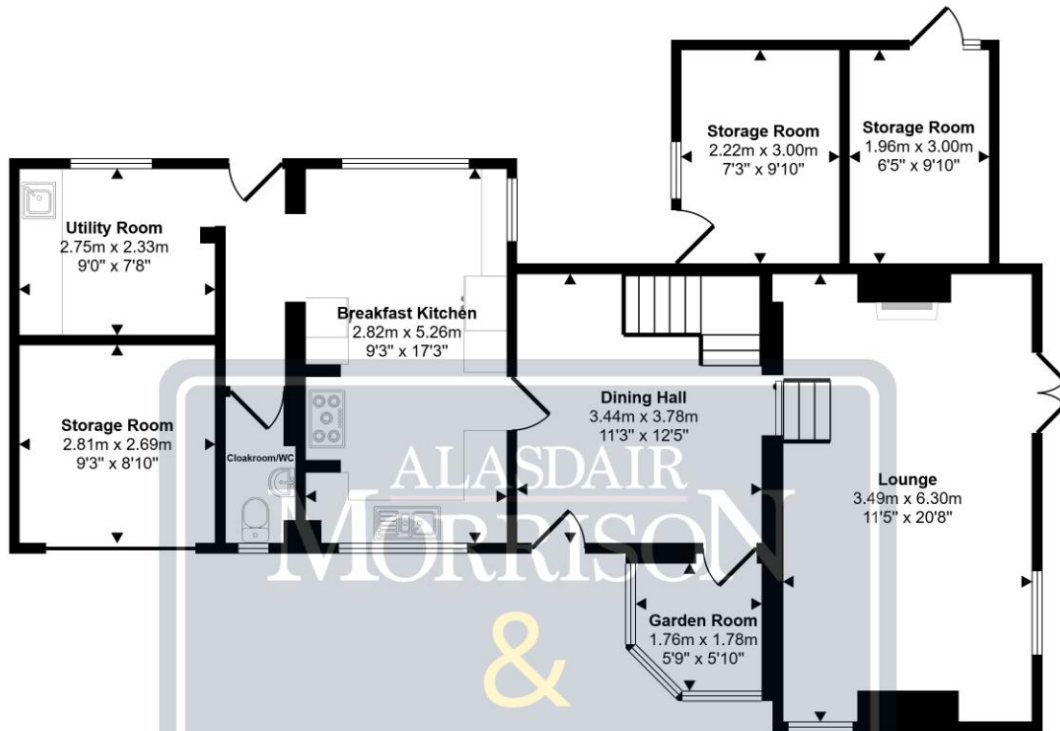 Storage Room
2.22m x 3.00m
7'3" x 9'10"
Storage Room
1.96m x 3.00m
6'5" x 9'10"
Utility Room
2.75m x 2.33m
9'0" x 7'8"
Breakfast Kitchen
2.82m x 5.26m
9'3" x 17'3"
Storage Room
2.81m x 2.69m
9'3" x 8'10"
Cloakroom/WC
Dining Hall
3.44m x 3.78m
11'3" x 12'5"
Lounge
3.49m x 6.30m
11'5" x 20'8"
Garden Room
1.76m x 1.78m
5'9" x 5'10"
ALASDAIR
MORRISON
&